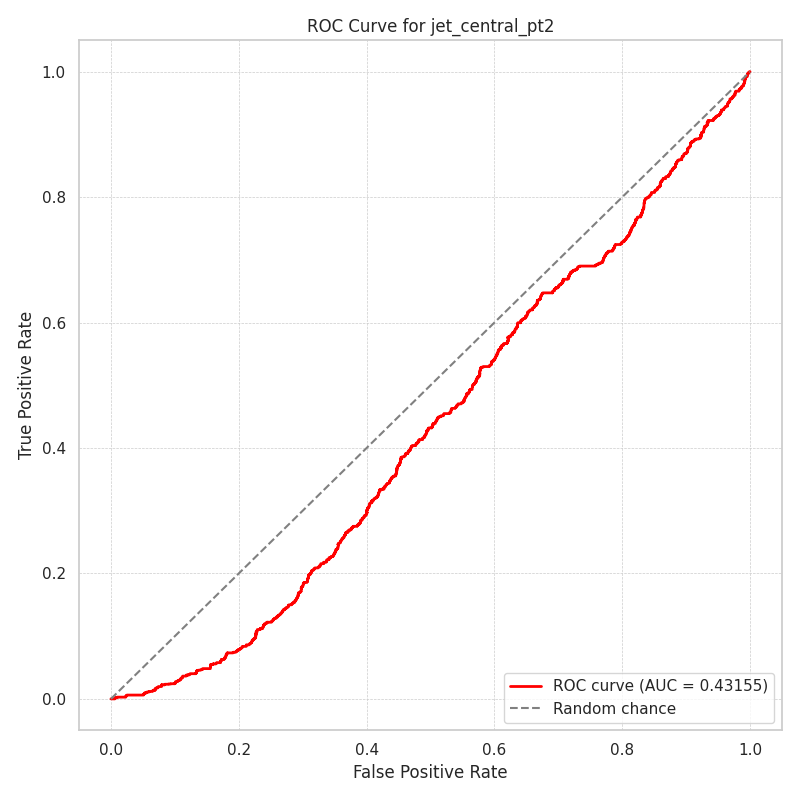 ROC Curve for jet_central_pt2
True Positive Rate
1.0
0.8
0.6
0.4
0.2
0.0
ROC curve (AUC = 0.43155)
Random chance
0.0 0.2 0.4 0.6 0.8 1.0
False Positive Rate